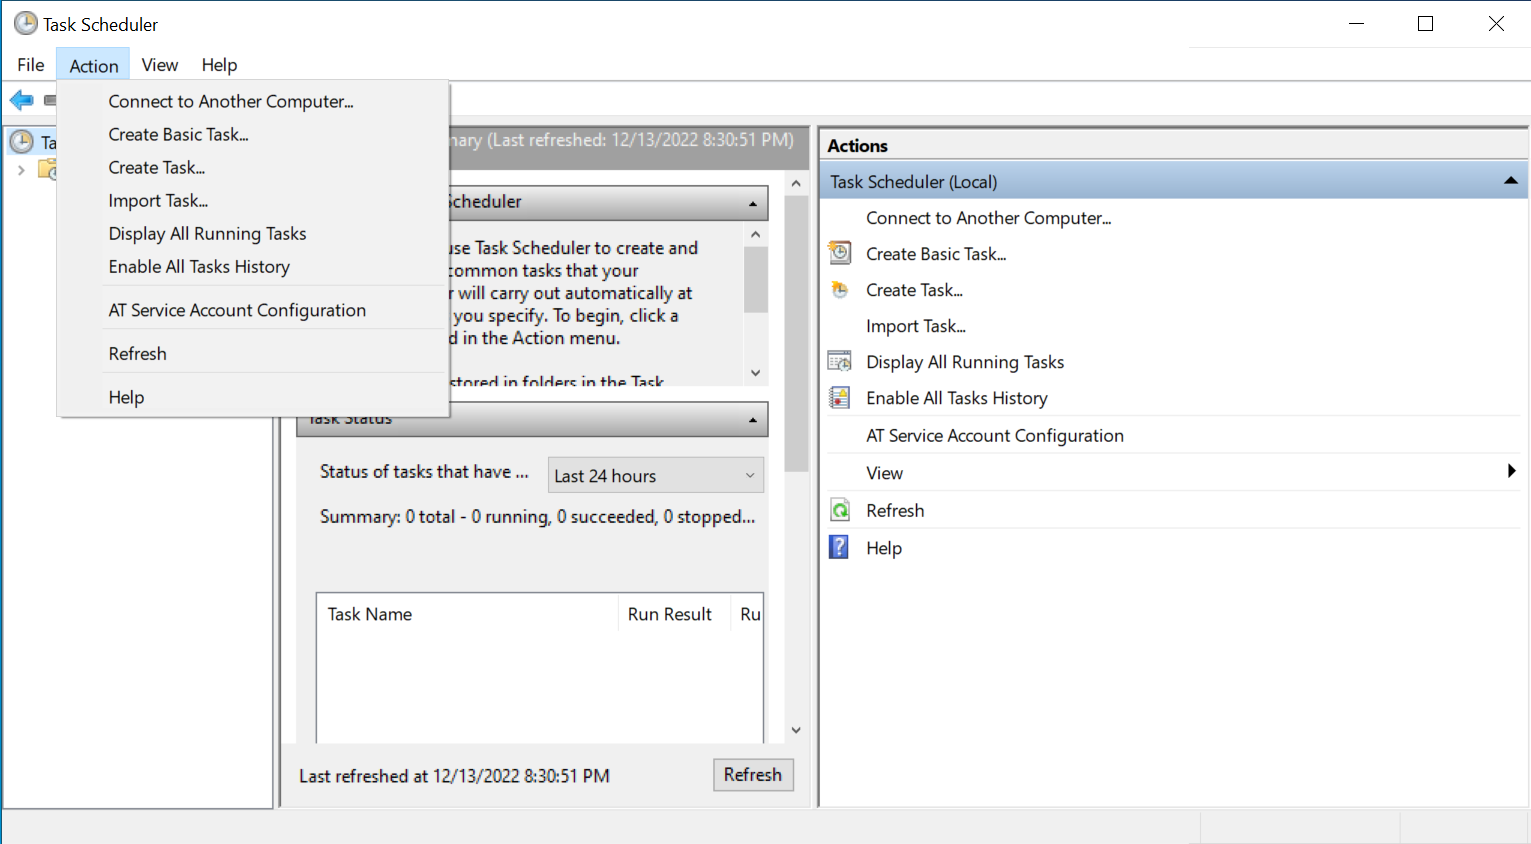 Task Scheduler
File Action View Help
Connect to Another Computer...
Create Basic Task...
Create Task...
Import Task...
Display All Running Tasks
Enable All Tasks History
AT Service Account Configuration
Refresh
Help
(Last refreshed: 12/13/2022 8:30:51 PM)
Scheduler
use Task Scheduler to create and
common tasks that your
will carry out automatically at
you specify. To begin, click a
in the Action menu.
stored in folders in the Task
Task Status
Status of tasks that have ... Last 24 hours
Summary: 0 total - 0 running, 0 succeeded, 0 stopped...
Task Name Run Result Ru
Last refreshed at 12/13/2022 8:30:51 PM Refresh
Actions
Task Scheduler (Local)
Connect to Another Computer...
Create Basic Task...
Create Task...
Import Task...
Display All Running Tasks
Enable All Tasks History
AT Service Account Configuration
View
Refresh
Help